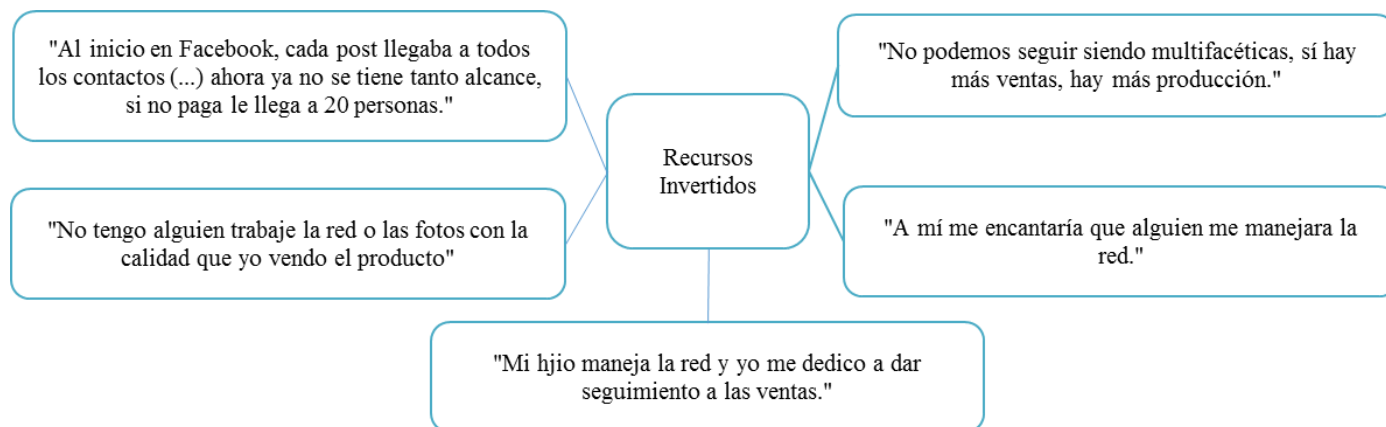 "Al inicio en Facebook, cada post llegaba a todos
los contactos (...) ahora ya no se tiene tanto alcance,
si no paga le llega a 20 personas."
"No podemos seguir siendo multifacéticas, sí hay
más ventas, hay más producción."
Recursos
Invertidos
"No tengo alguien trabaje la red o las fotos con la
calidad que yo vendo el producto"
"A mí me encantaría que alguien me manejara la
red."
"Mi hjio maneja la red y yo me dedico a dar
seguimiento a las ventas."